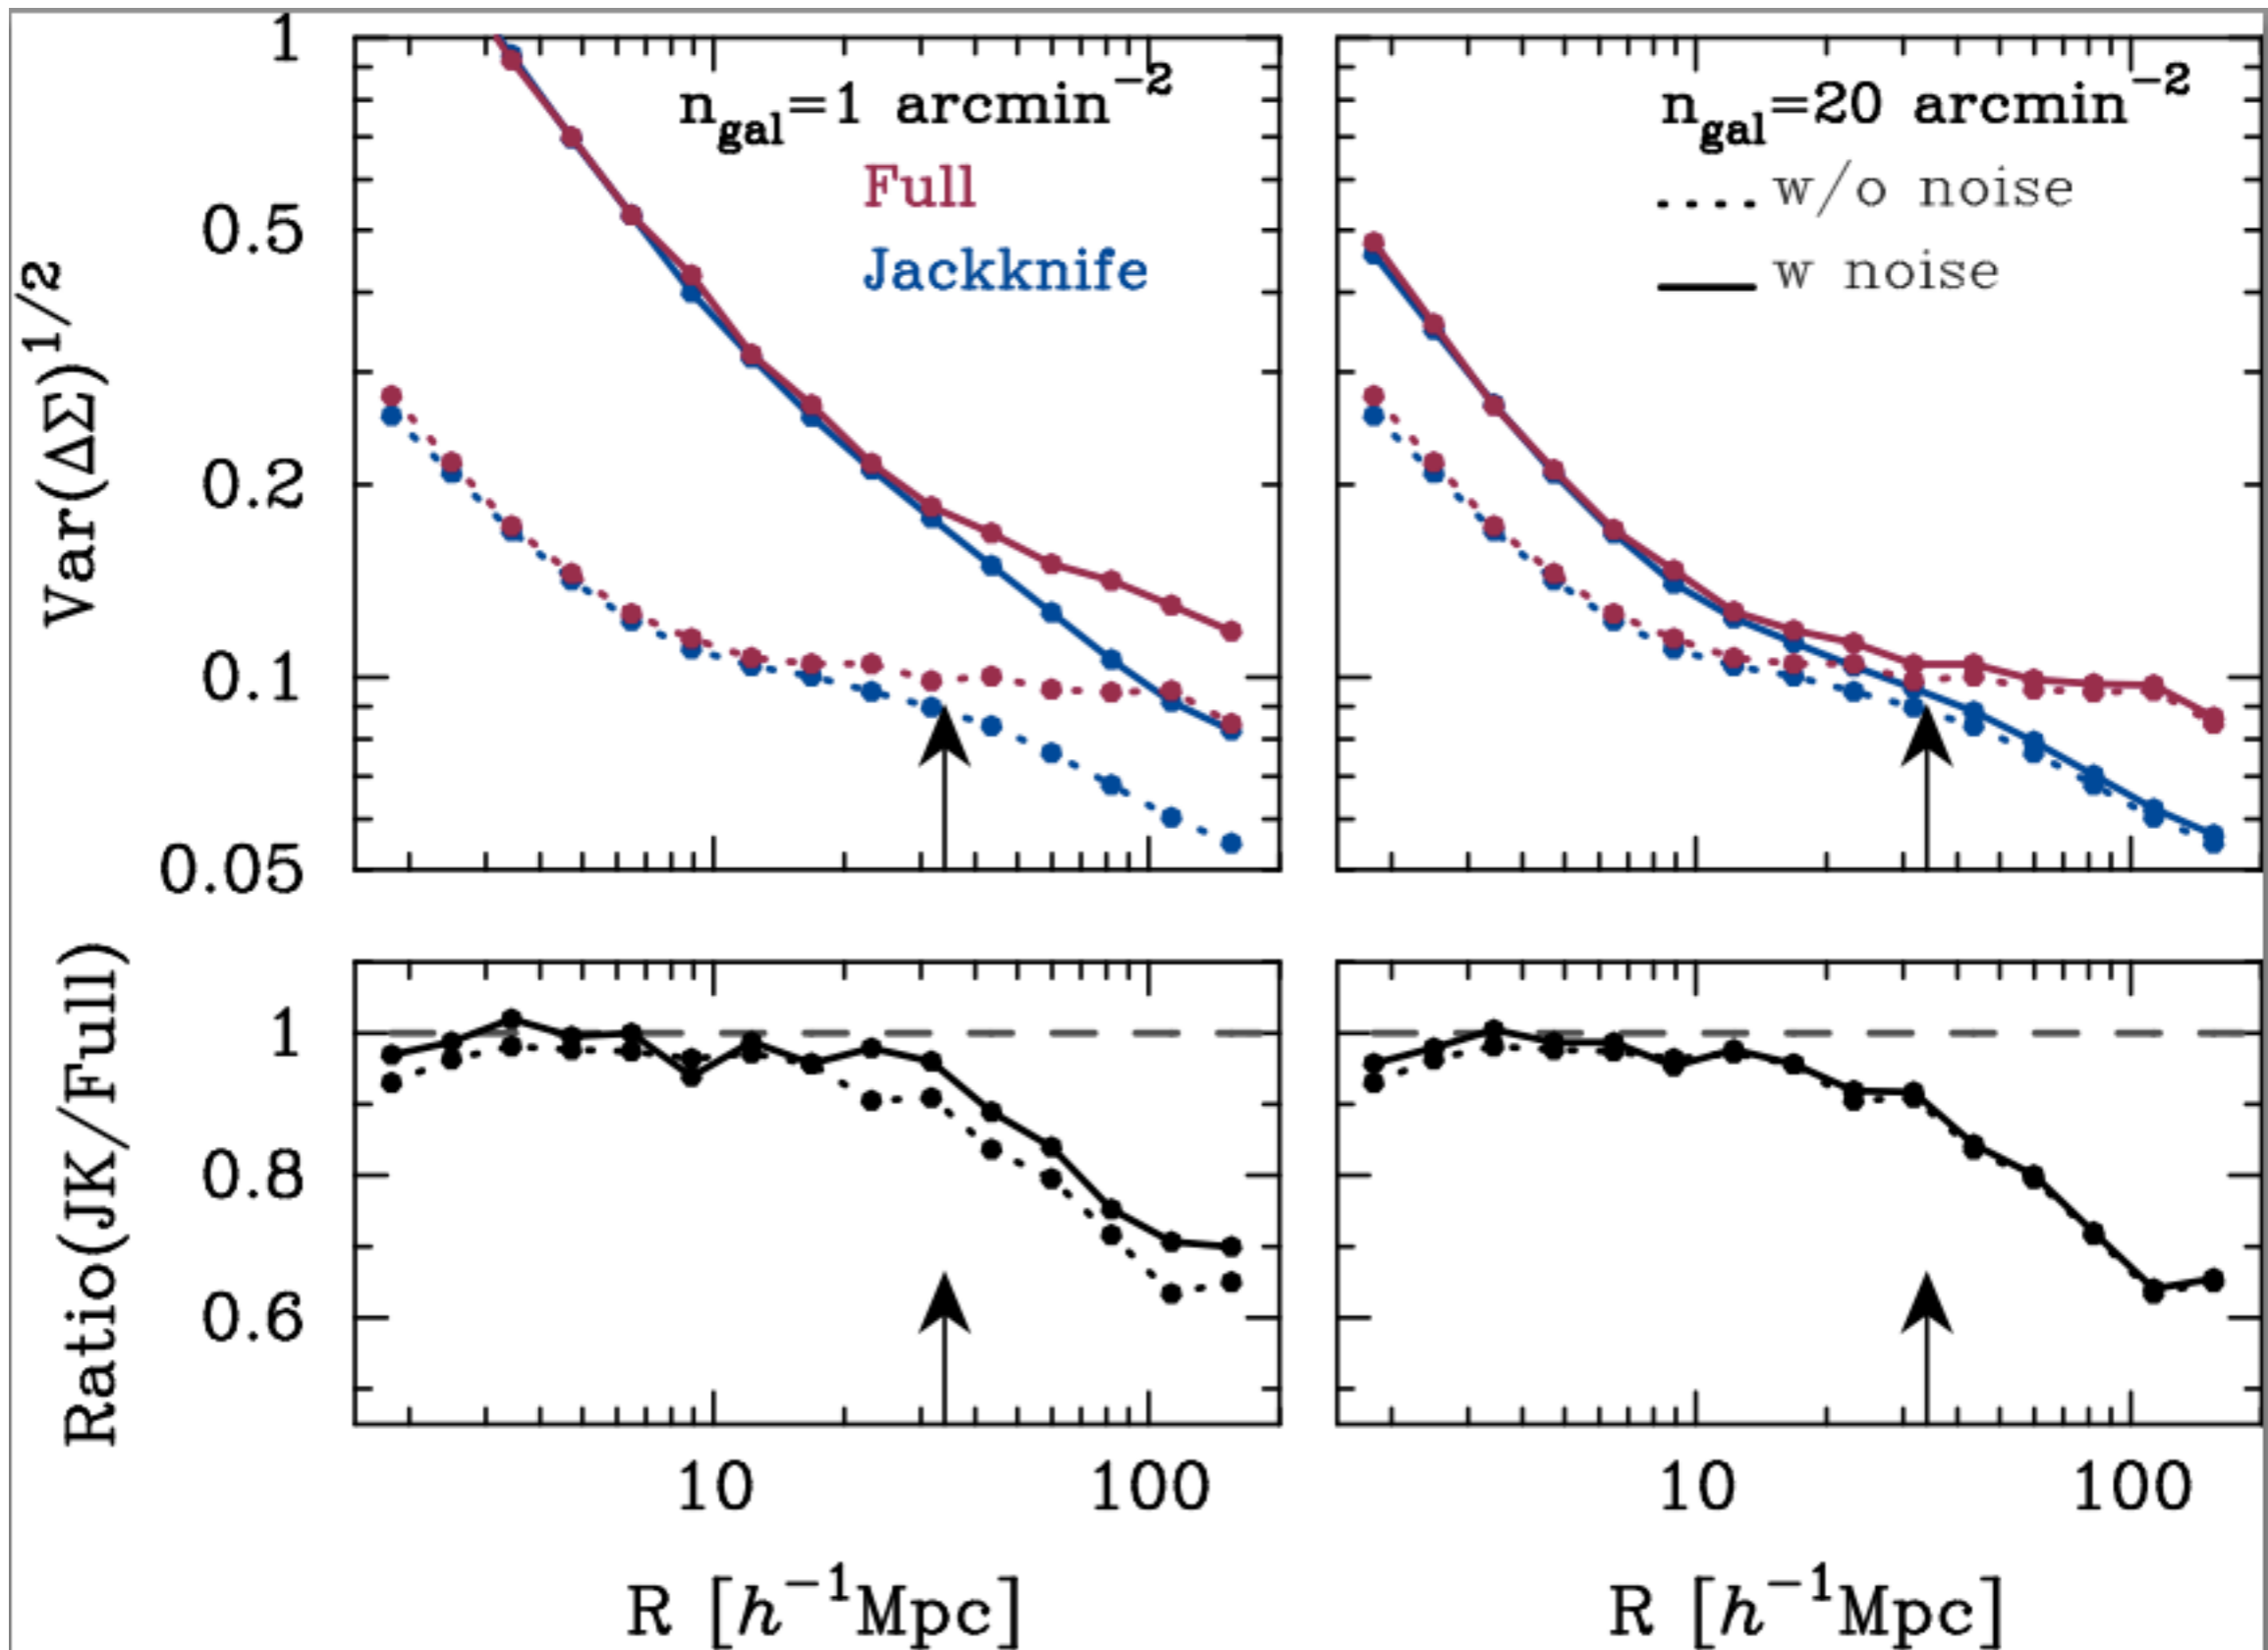 Var(ΔΣ)^1/2
1
0.5
0.2
0.1
0.05
n_gal=1 arcmin^−2
Full
Jackknife
n_gal=20 arcmin^−2
w/o noise
w noise
Ratio(JK/Full)
1
0.8
0.6
10
100
10
100
R [h^−1Mpc]
R [h^−1Mpc]